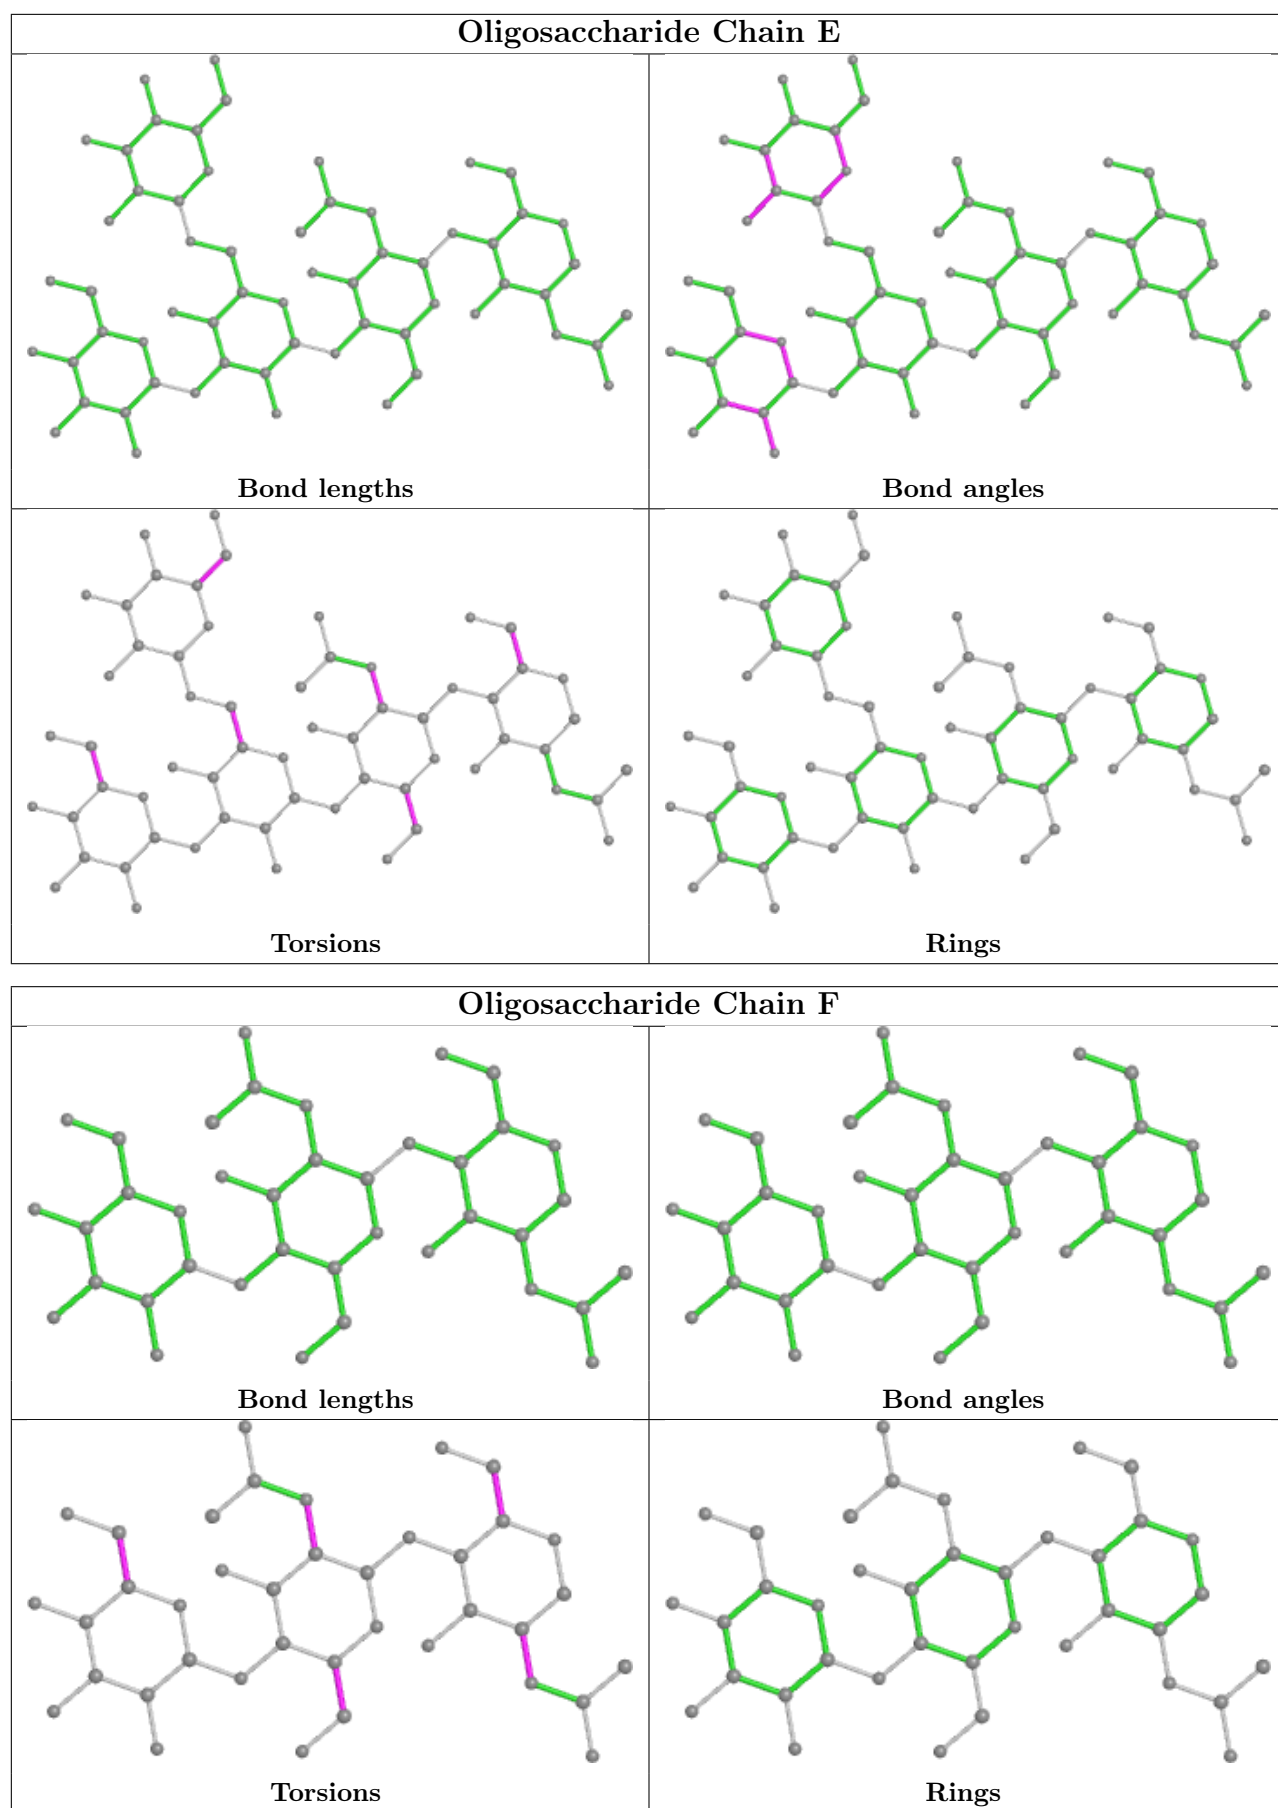 Oligosaccharide Chain E
Bond lengths
Bond angles
Torsions
Rings
Oligosaccharide Chain F
Bond lengths
Bond angles
Torsions
Rings